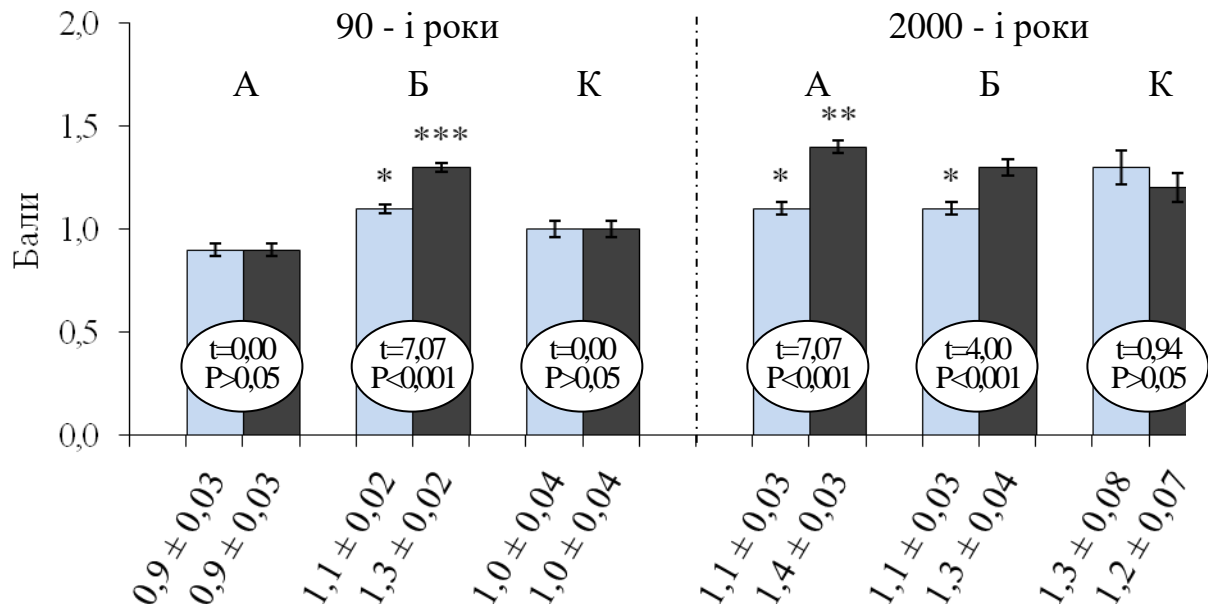 90 - і роки
2000 - і роки
А
Б
К
А
Б
К
Бали
2,0
1,5
1,0
0,5
0,0
*
***
*
**
*
t=0,00
P>0,05
t=7,07
P<0,001
t=0,00
P>0,05
t=7,07
P<0,001
t=4,00
P<0,001
t=0,94
P>0,05
0,9 ± 0,03
0,9 ± 0,03
1,1 ± 0,02
1,3 ± 0,02
1,0 ± 0,04
1,0 ± 0,04
1,1 ± 0,03
1,4 ± 0,03
1,1 ± 0,03
1,3 ± 0,04
1,3 ± 0,08
1,2 ± 0,07